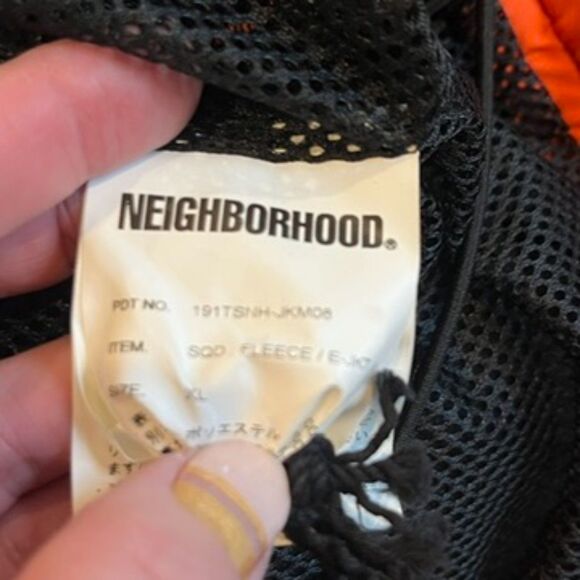 NEIGHBORHOOD®
PDT NO. 191TSNH-JKM06
ITEM. SQD . FLEECE / E-JKT
SIZE. XL
ポリエステル